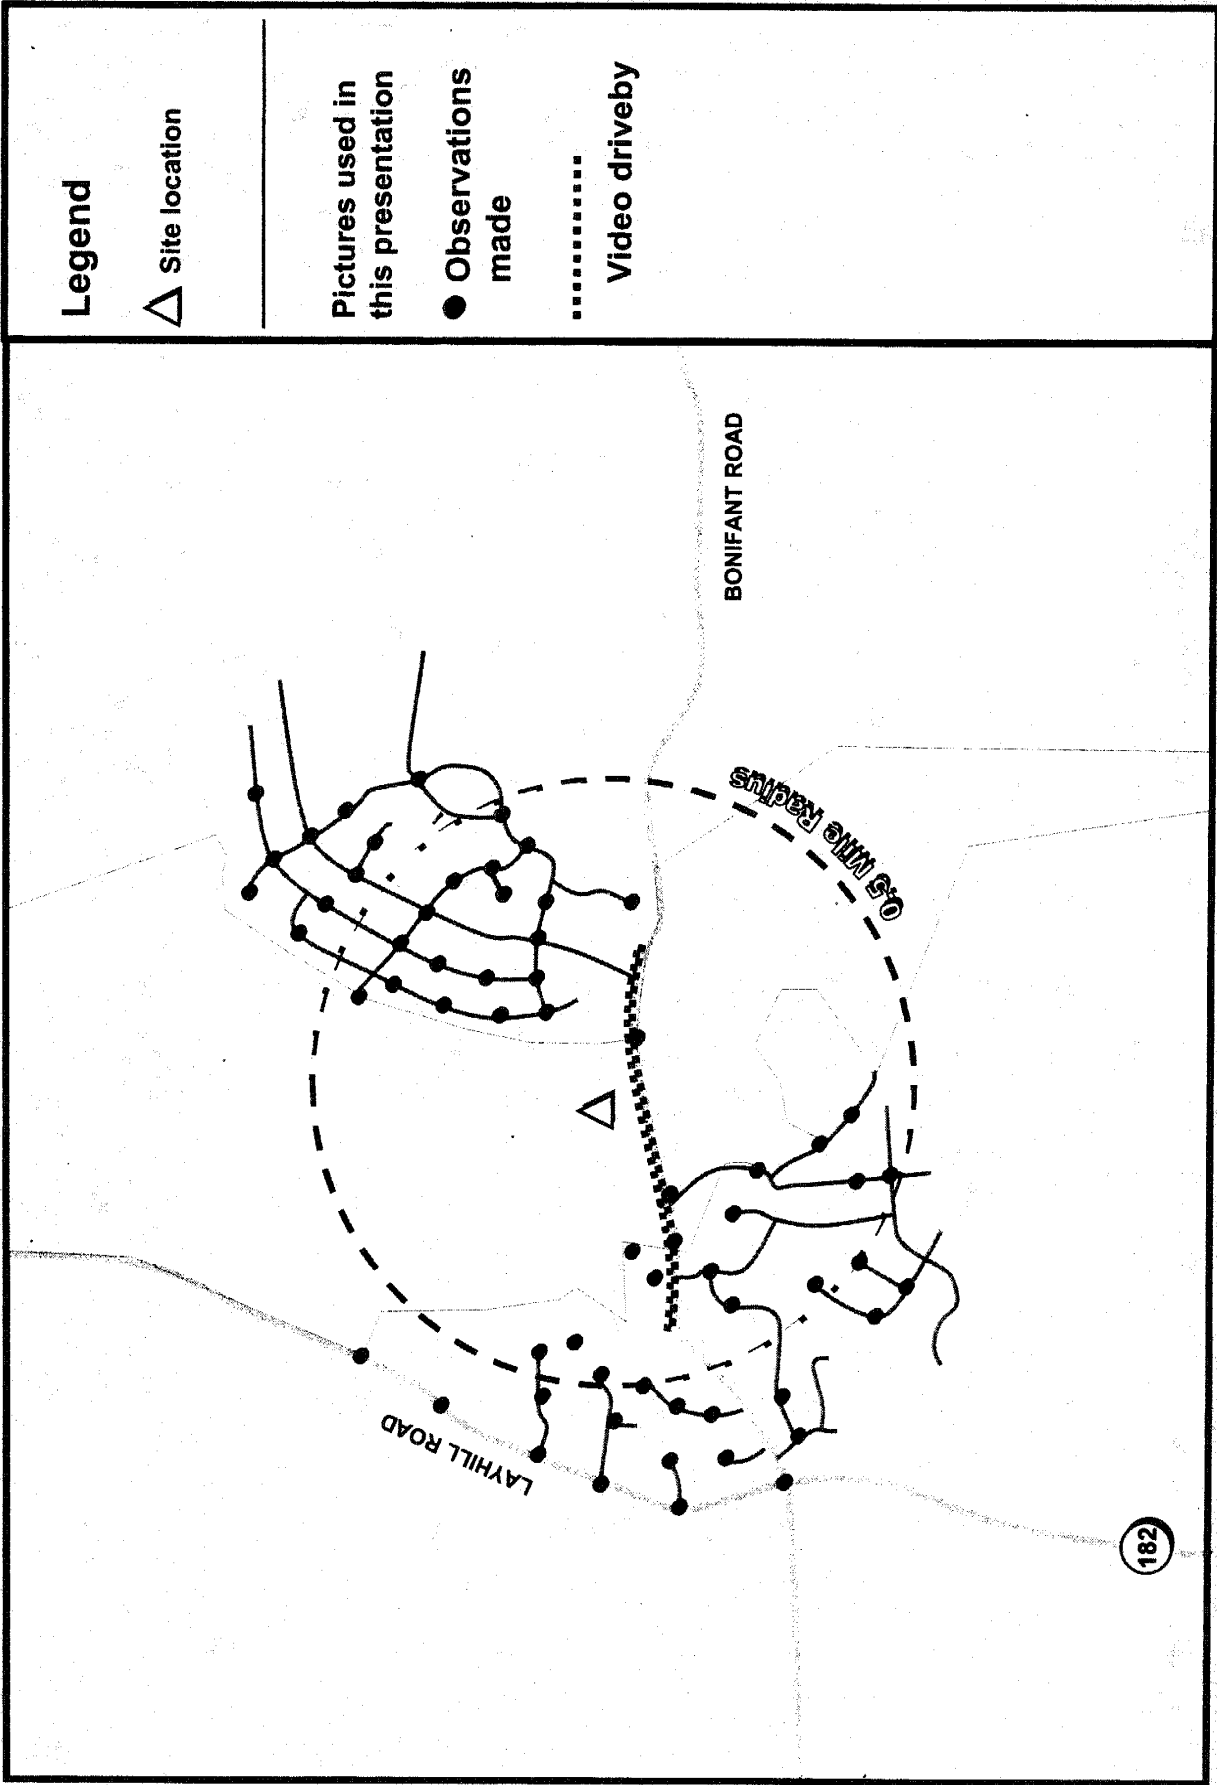 Legend
Site location
Pictures used in
this presentation
Observations
made
Video driveby
BONIFANT ROAD
0.5 Mile Radius
LAYHILL ROAD
182